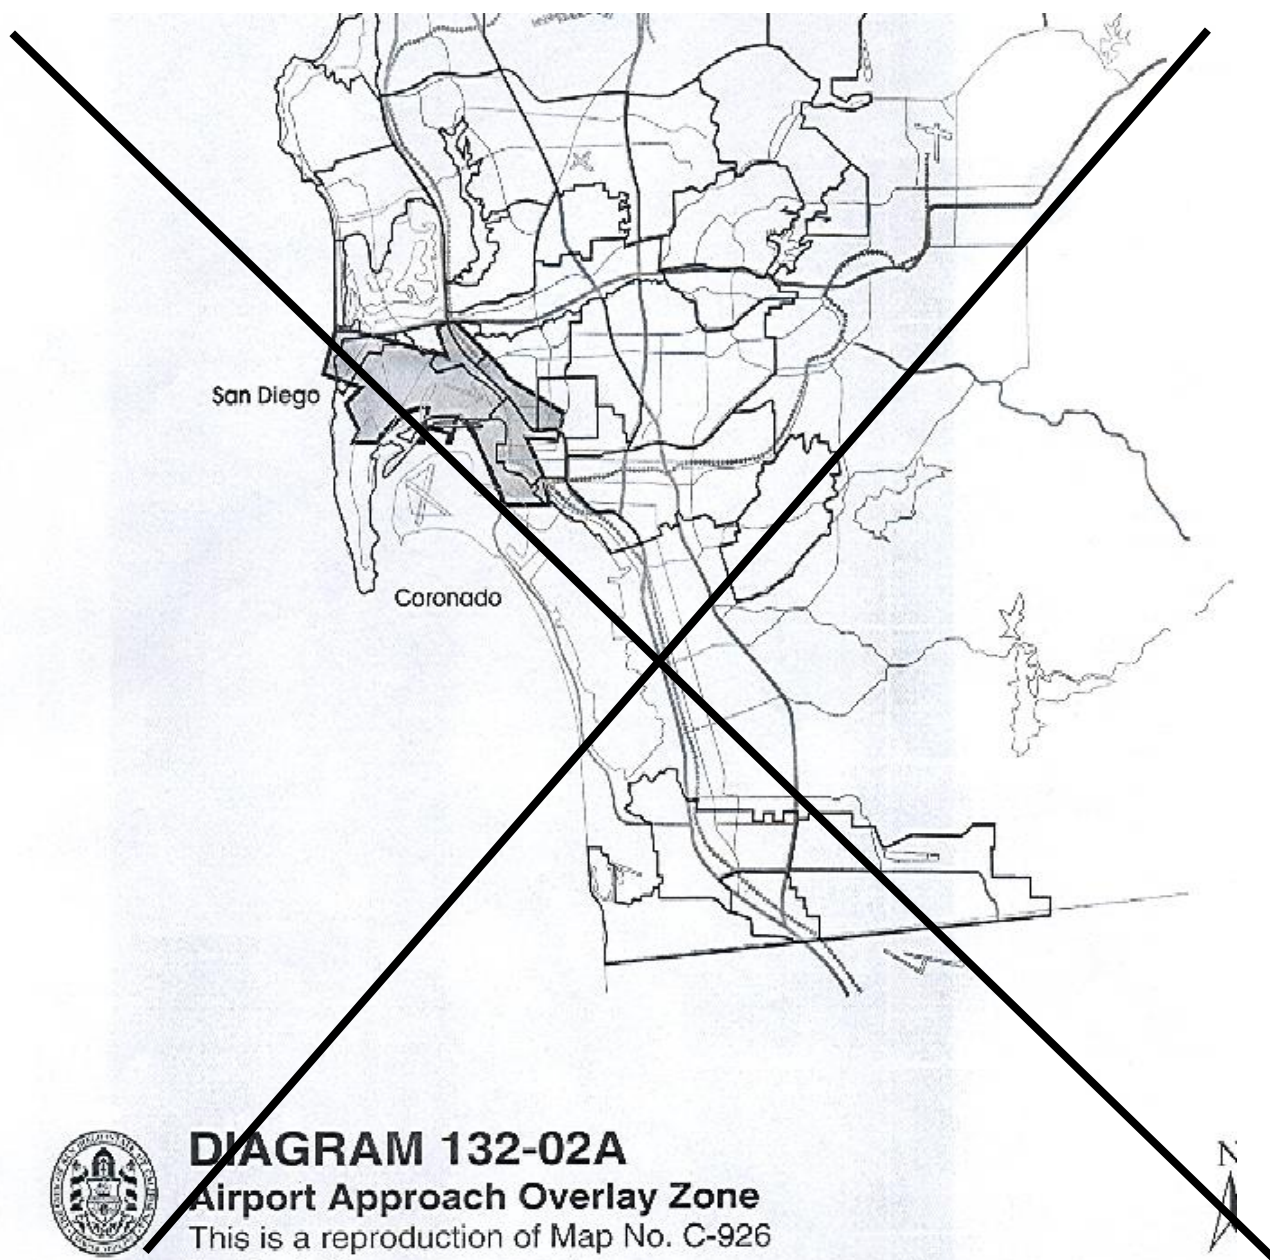 San Diego
Coronado
DIAGRAM 132-02A
Airport Approach Overlay Zone
This is a reproduction of Map No. C-926
N